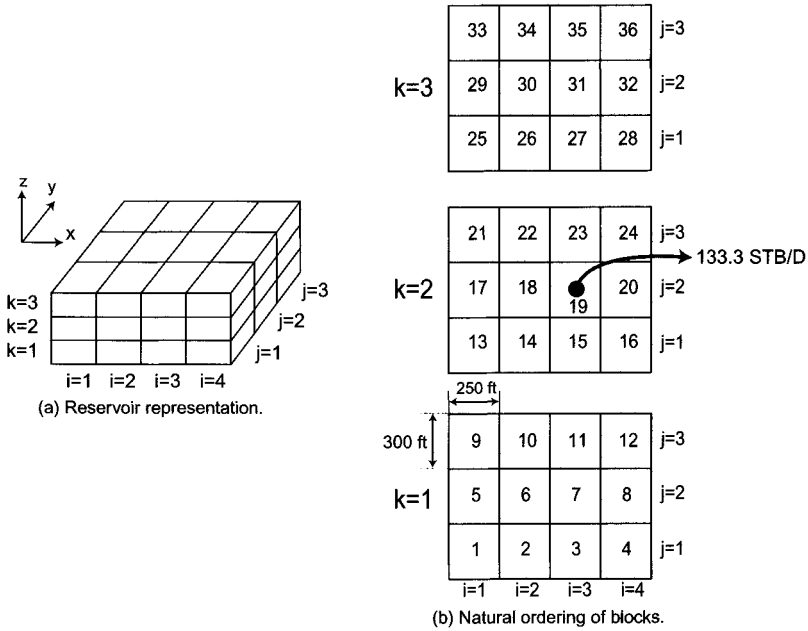 z
y
x
k=3
k=2
k=1
j=3
j=2
j=1
i=1 i=2 i=3 i=4
(a) Reservoir representation.
k=3
33 34 35 36 j=3
29 30 31 32 j=2
25 26 27 28 j=1
k=2
21 22 23 24 j=3
17 18 19 20 j=2
13 14 15 16 j=1
133.3 STB/D
250 ft
300 ft
k=1
9 10 11 12 j=3
5 6 7 8 j=2
1 2 3 4 j=1
i=1 i=2 i=3 i=4
(b) Natural ordering of blocks.